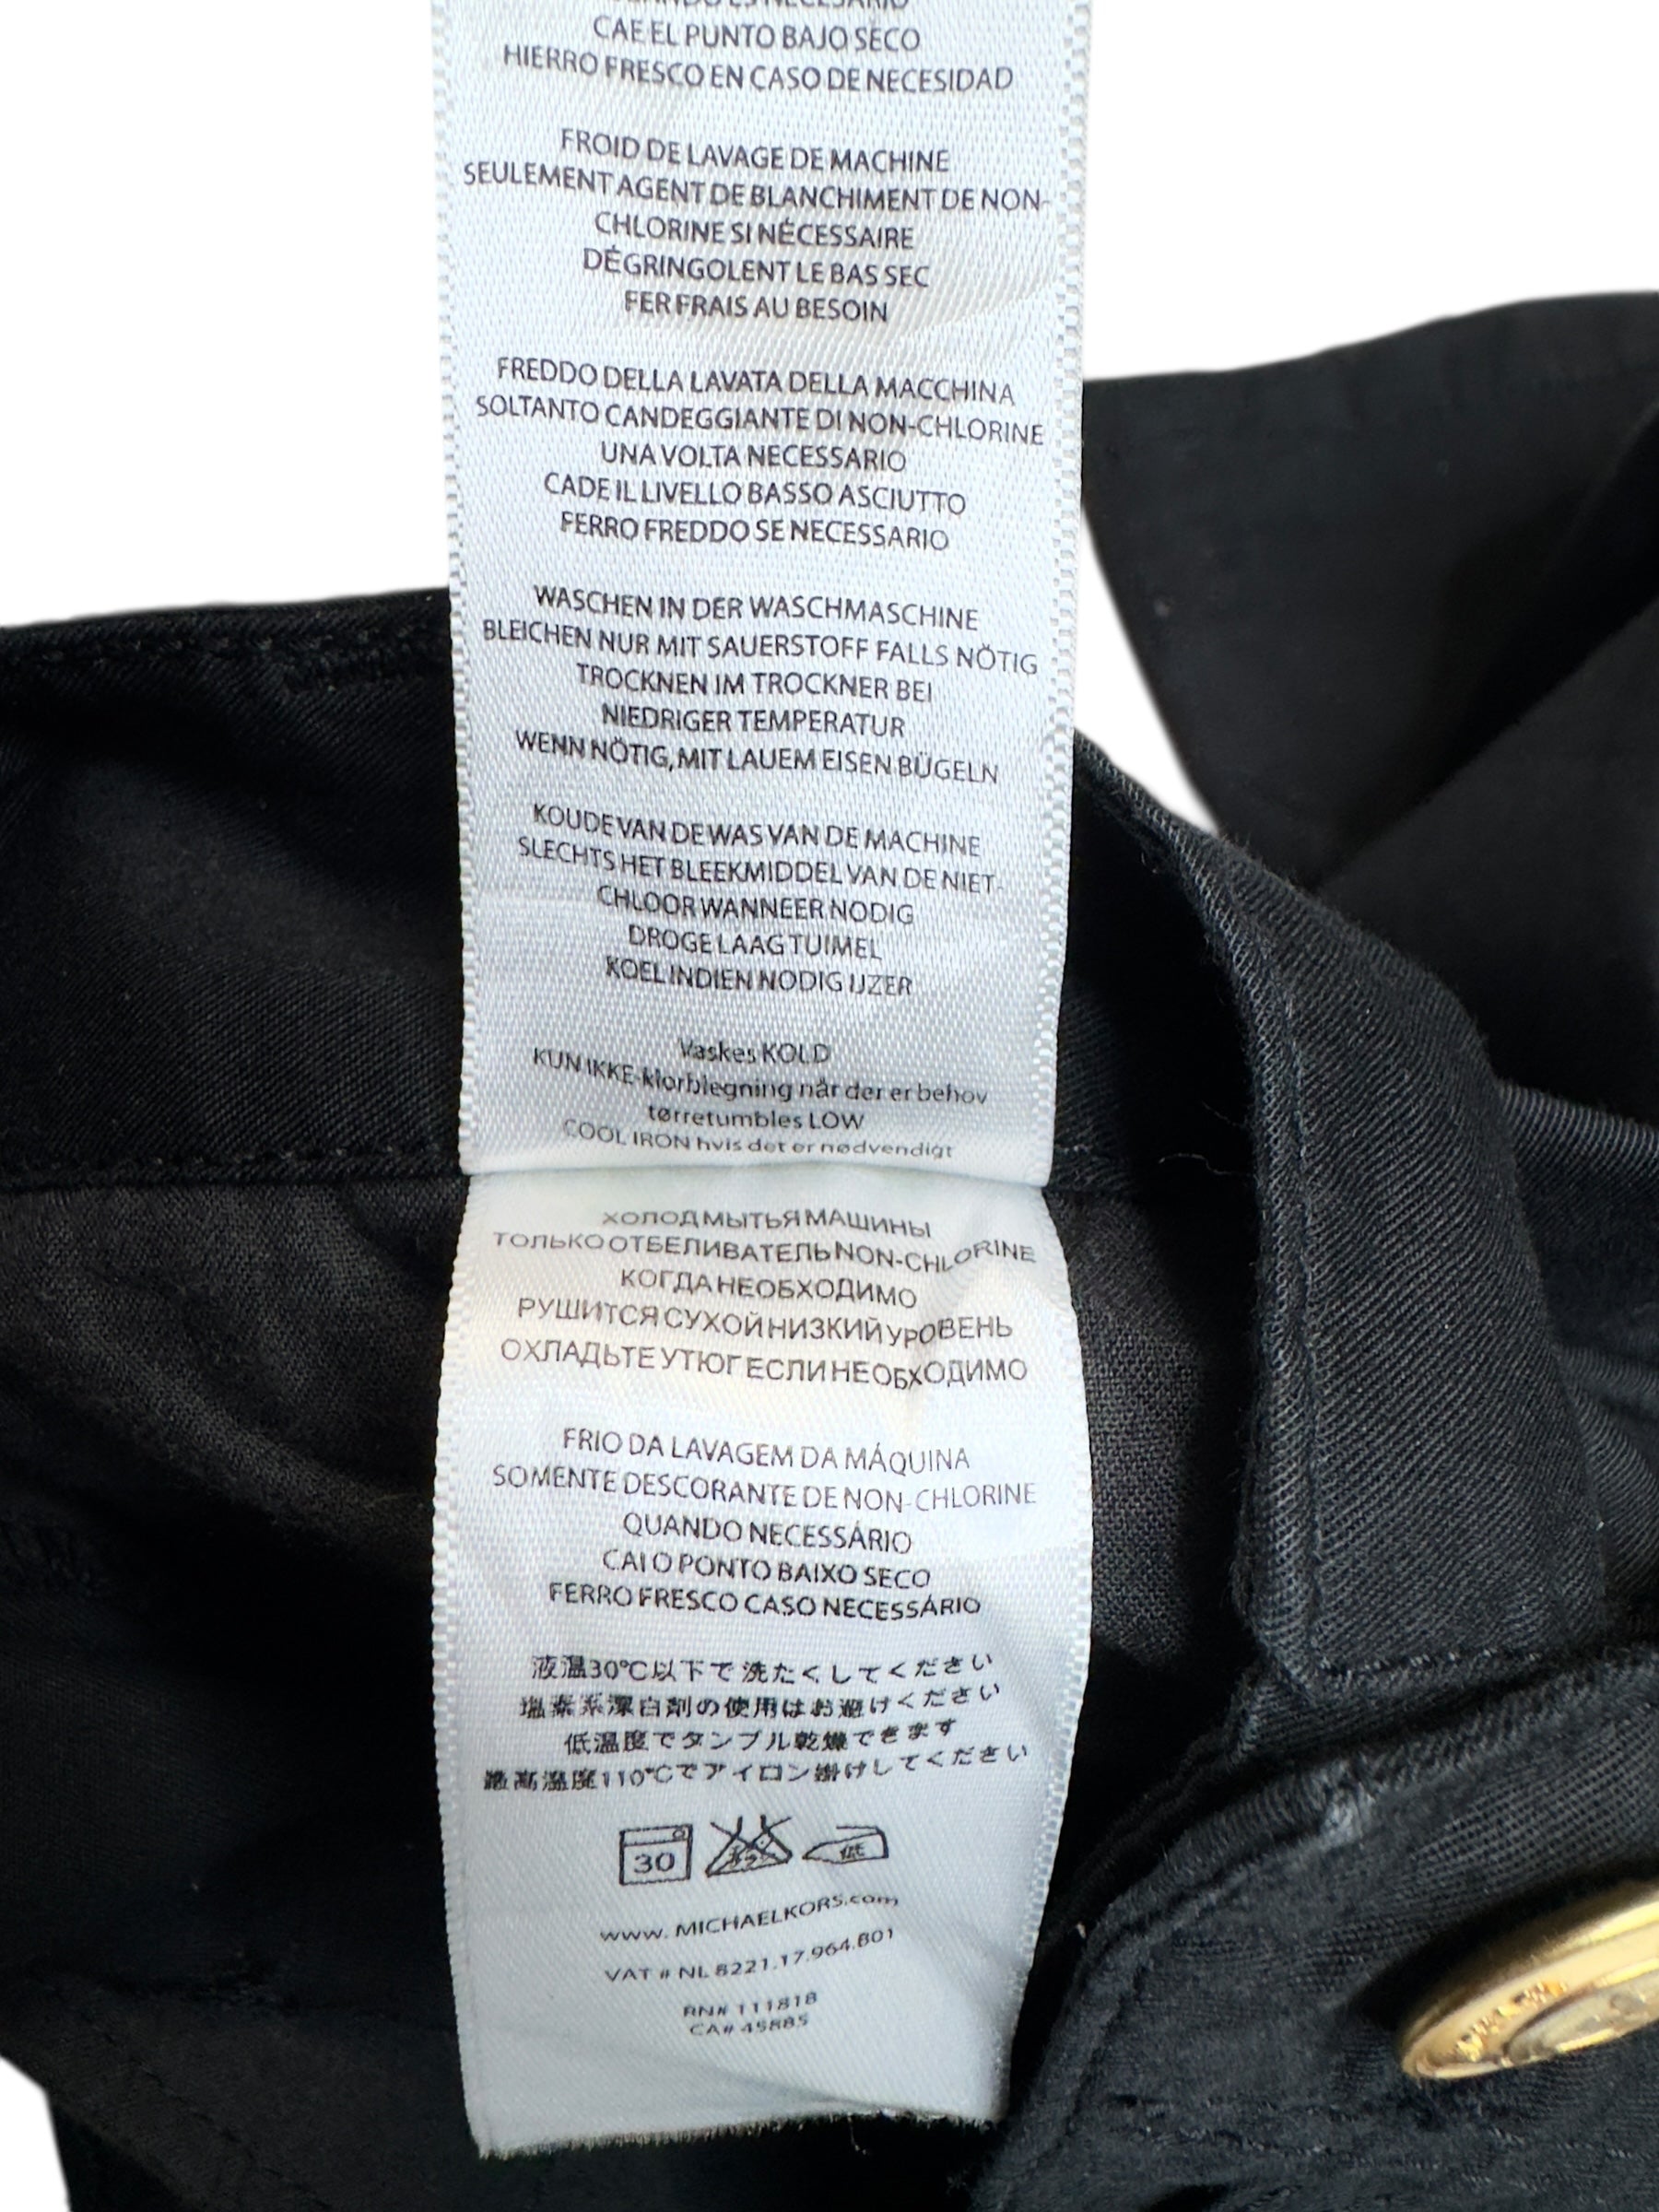 CUANDO ES NECESARIO
CAE EL PUNTO BAJO SECO
HIERRO FRESCO EN CASO DE NECESIDAD
FROID DE LAVAGE DE MACHINE
SEULEMENT AGENT DE BLANCHIMENT DE NON-
CHLORINE SI NÉCESSAIRE
DÉGRINGOLENT LE BAS SEC
FER FRAIS AU BESOIN
FREDDO DELLA LAVATA DELLA MACCHINA
SOLTANTO CANDEGGIANTE DI NON-CHLORINE
UNA VOLTA NECESSARIO
CADE IL LIVELLO BASSO ASCIUTTO
FERRO FREDDO SE NECESSARIO
WASCHEN IN DER WASCHMASCHINE
BLEICHEN NUR MIT SAUERSTOFF FALLS NÖTIG
TROCKNEN IM TROCKNER BEI
NIEDRIGER TEMPERATUR
WENN NÖTIG, MIT LAUEM EISEN BÜGELN
KOUDE VAN DE WAS VAN DE MACHINE
SLECHTS HET BLEEKMIDDEL VAN DE NIET-
CHLOOR WANNEER NODIG
DROGE LAAG TUIMEL
KOEL INDIEN NODIG IJZER
Vaskes KOLD
KUN IKKE-klorblegning når der er behov
tørretumbles LOW
COOL IRON hvis det er nødvendigt
ХОЛОД МЫТЬЯ МАШИНЫ
ТОЛЬКО ОТБЕЛИВАТЕЛЬ NON-CHLORINE
КОГДА НЕОБХОДИМО
РУШИТСЯ СУХОЙ НИЗКИЙ УРОВЕНЬ
ОХЛАДЬТЕ УТЮГ ЕСЛИ НЕОБХОДИМО
FRIO DA LAVAGEM DA MÁQUINA
SOMENTE DESCORANTE DE NON-CHLORINE
QUANDO NECESSÁRIO
CAI O PONTO BAIXO SECO
FERRO FRESCO CASO NECESSÁRIO
液温30℃以下で洗たくしてください
塩素系漂白剤の使用はお避けください
低温度でタンブル乾燥できます
最高温度110℃でアイロン掛けしてください
30 低
www. MICHAELKORS.com
VAT # NL 8221.17.964.B01
RN# 111818
CA# 45885